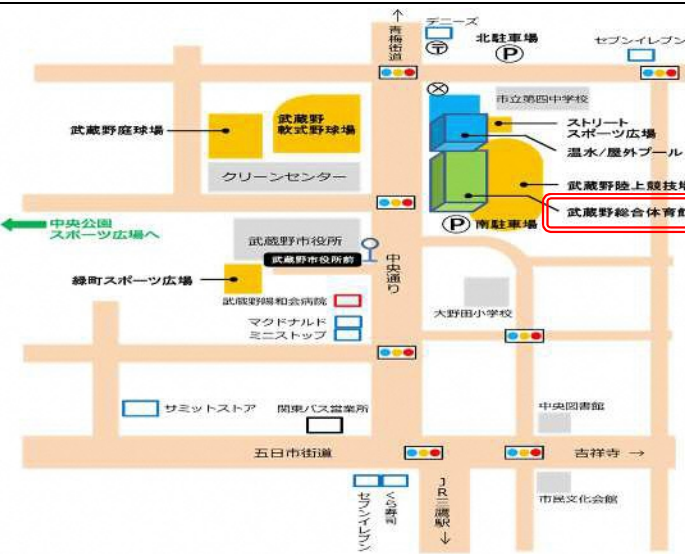 ↑
青梅街道
デニーズ
北駐車場
Ⓟ
セブンイレブン
市立第四中学校
武蔵野庭球場
武蔵野
軟式野球場
ストリート
スポーツ広場
温水/屋外プール
クリーンセンター
武蔵野陸上競技場
武蔵野総合体育館
中央公園
スポーツ広場へ
武蔵野市役所
Ⓟ 南駐車場
武蔵野市役所前
中央通り
緑町スポーツ広場
武蔵野陽和会病院
大野田小学校
マクドナルド
ミニストップ
サミットストア
関東バス営業所
中央図書館
五日市街道
吉祥寺 →
セブンイレブン
くら寿司
JR三鷹駅
↓
市民文化会館